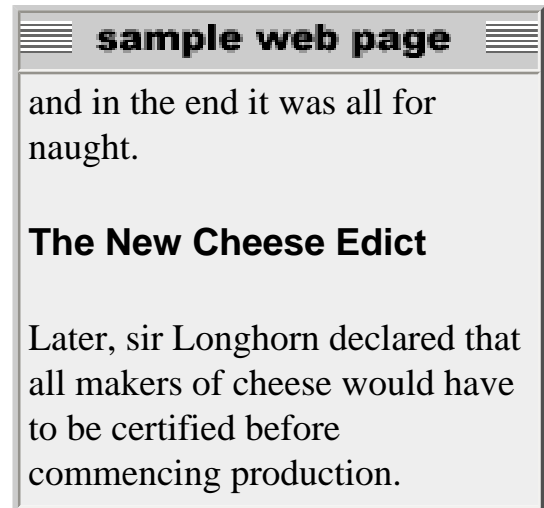 sample web page
and in the end it was all for
naught.
The New Cheese Edict
Later, sir Longhorn declared that
all makers of cheese would have
to be certified before
commencing production.